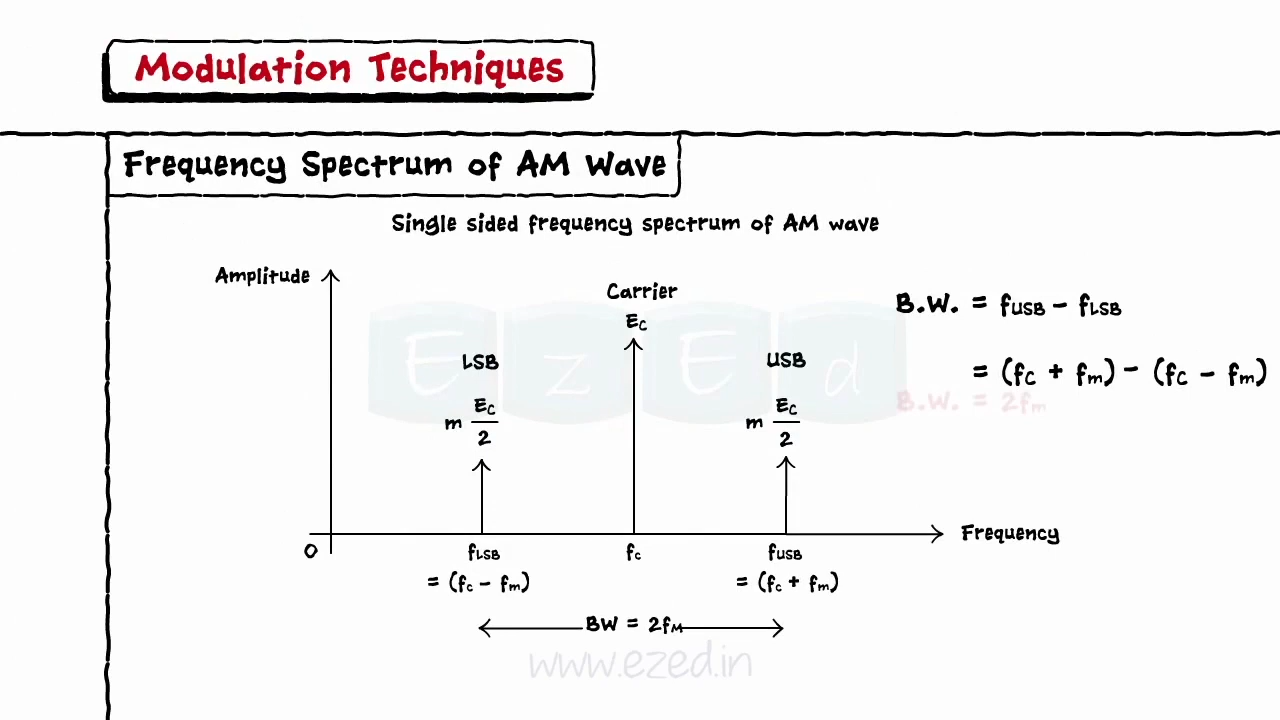 Modulation Techniques
Frequency Spectrum of AM Wave
Single sided frequency spectrum of AM wave
Amplitude
Carrier
EC
LSB
USB
m EC/2
m EC/2
B.W. = fUSB - fLSB
= (fC + fm) - (fC - fm)
B.W. = 2fm
EzEd
O
Frequency
fLSB
fc
fUSB
= (fc - fm)
= (fc + fm)
BW = 2fM
www.ezed.in